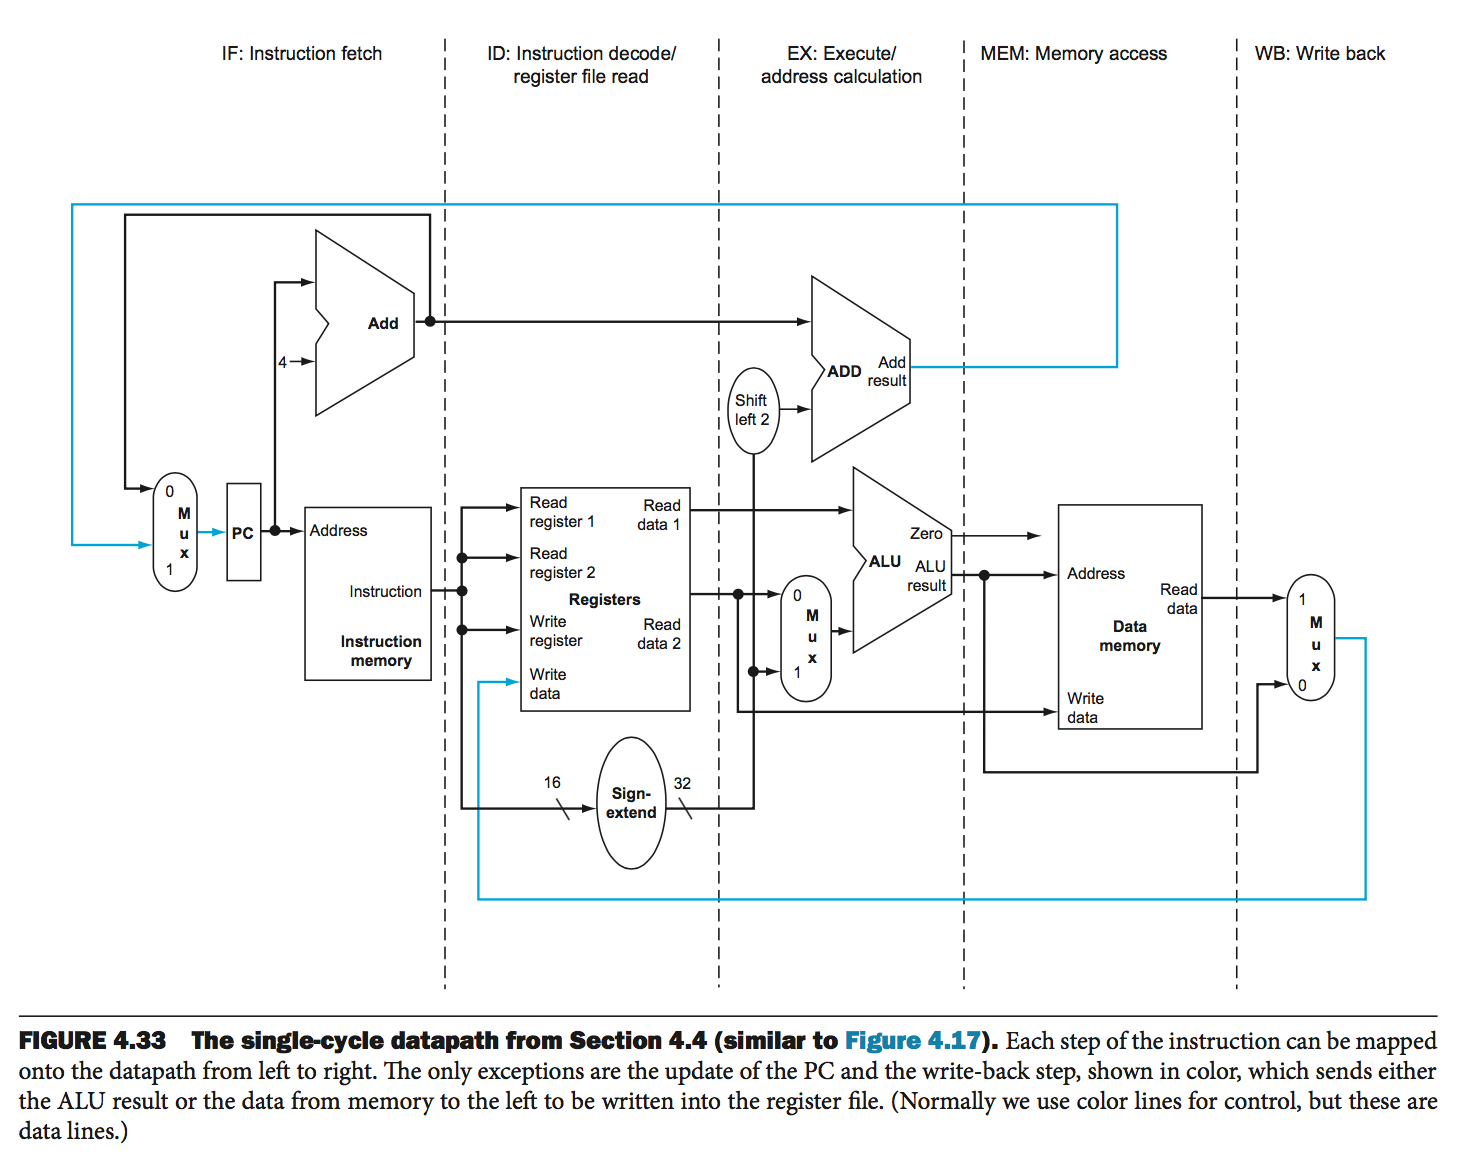 IF: Instruction fetch
ID: Instruction decode/
register file read
EX: Execute/
address calculation
MEM: Memory access
WB: Write back
Add
4
ADD
Add
result
Shift
left 2
0
M
u
x
1
PC
Address
Instruction
Instruction
memory
Read
register 1
Read
register 2
Write
register
Write
data
Registers
Read
data 1
Read
data 2
16
Sign-
extend
32
0
M
u
x
1
Zero
ALU
ALU
result
Address
Read
data
Data
memory
Write
data
1
M
u
x
0
FIGURE 4.33 The single-cycle datapath from Section 4.4 (similar to Figure 4.17). Each step of the instruction can be mapped
onto the datapath from left to right. The only exceptions are the update of the PC and the write-back step, shown in color, which sends either
the ALU result or the data from memory to the left to be written into the register file. (Normally we use color lines for control, but these are
data lines.)